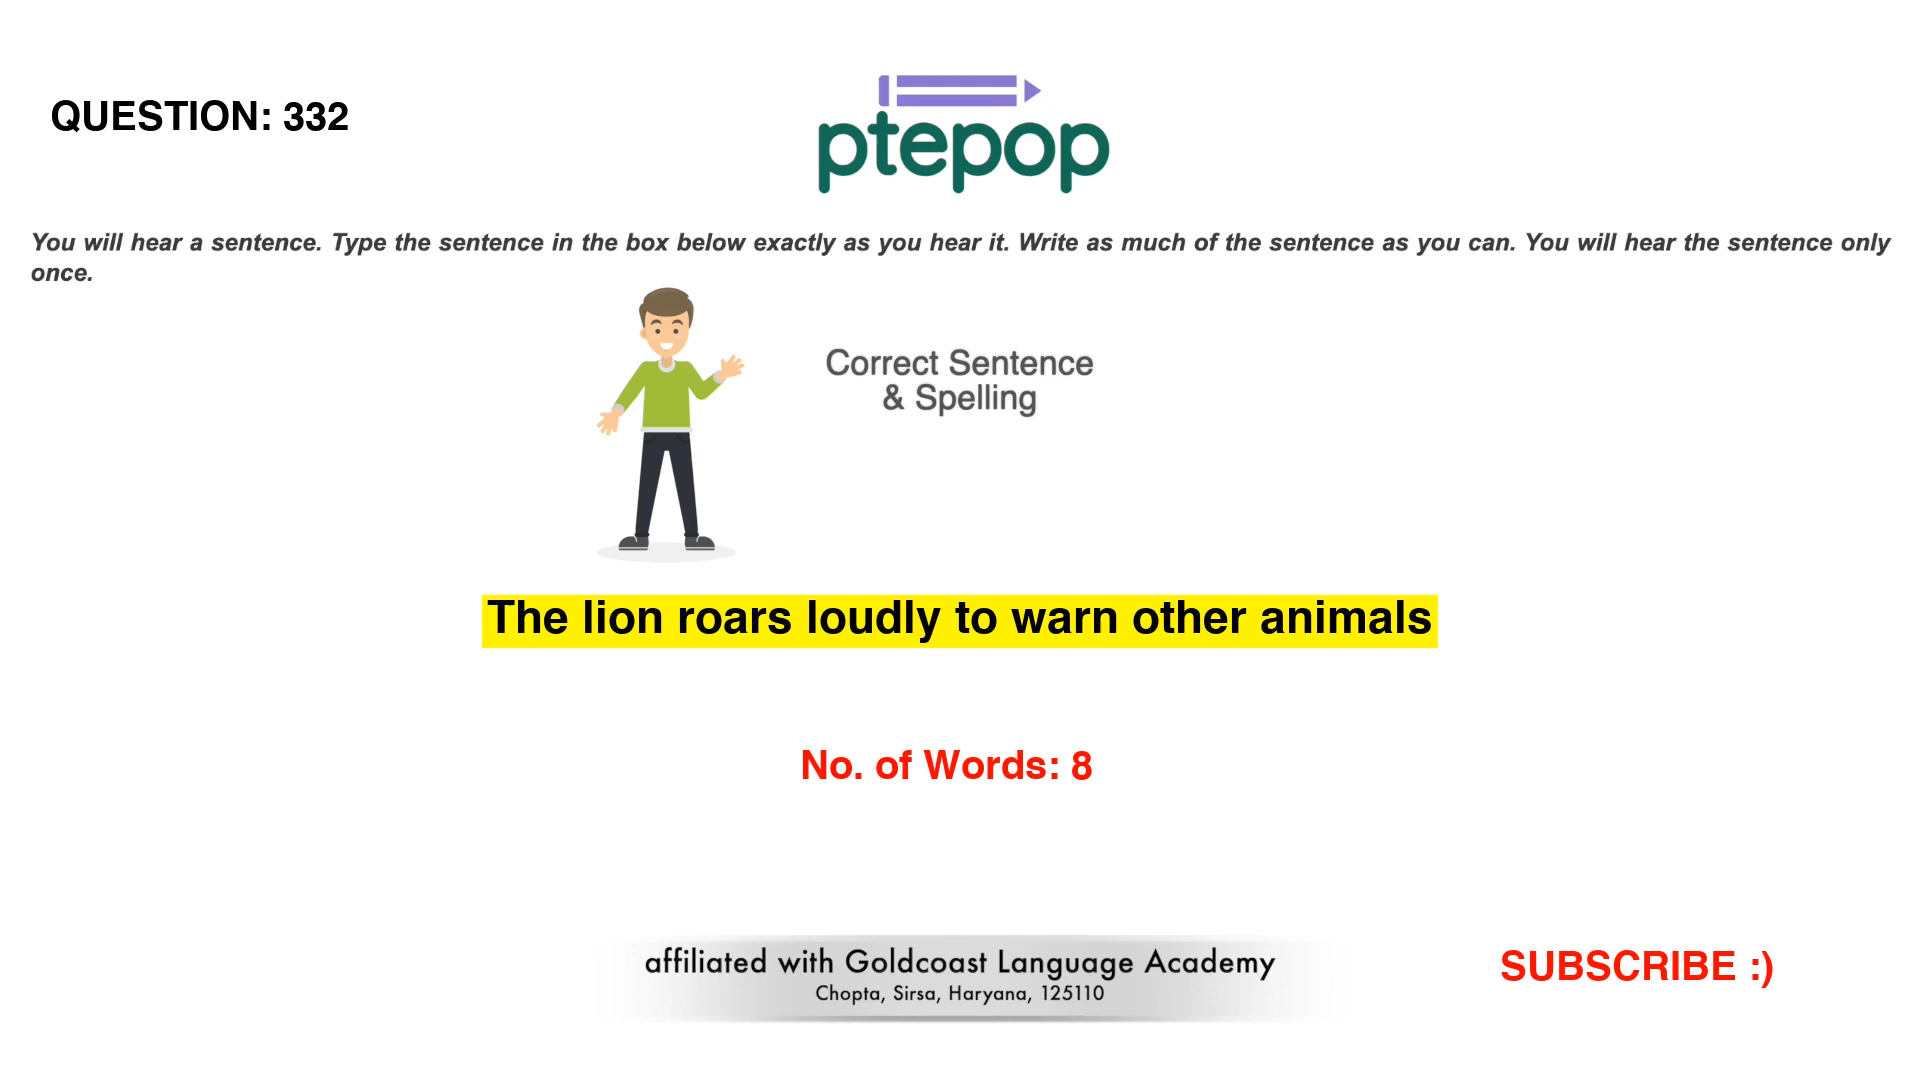 QUESTION: 332
ptepop
You will hear a sentence. Type the sentence in the box below exactly as you hear it. Write as much of the sentence as you can. You will hear the sentence only
once.
Correct Sentence
& Spelling
The lion roars loudly to warn other animals
No. of Words: 8
affiliated with Goldcoast Language Academy
Chopta, Sirsa, Haryana, 125110
SUBSCRIBE :)